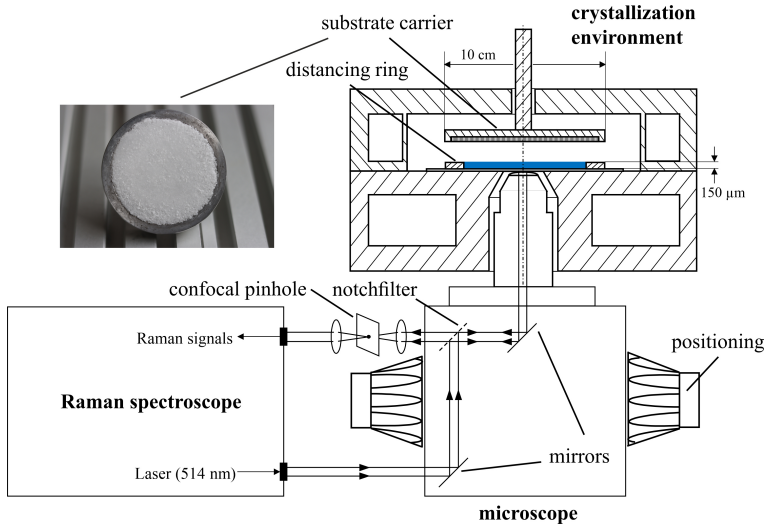 crystallization
environment
substrate carrier
10 cm
distancing ring
150 µm
confocal pinhole
notchfilter
Raman signals
positioning
Raman spectroscope
mirrors
Laser (514 nm)
microscope